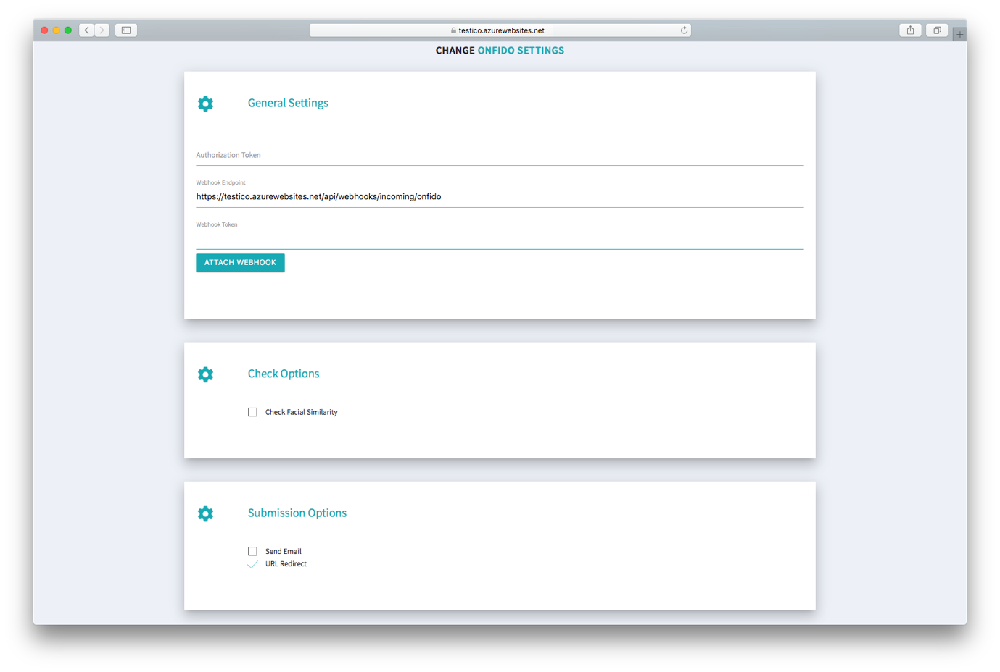 testico.azurewebsites.net
CHANGE ONFIDO SETTINGS
General Settings
Authorization Token
Webhook Endpoint
https://testico.azurewebsites.net/api/webhooks/incoming/onfido
Webhook Token
ATTACH WEBHOOK
Check Options
Check Facial Similarity
Submission Options
Send Email
URL Redirect